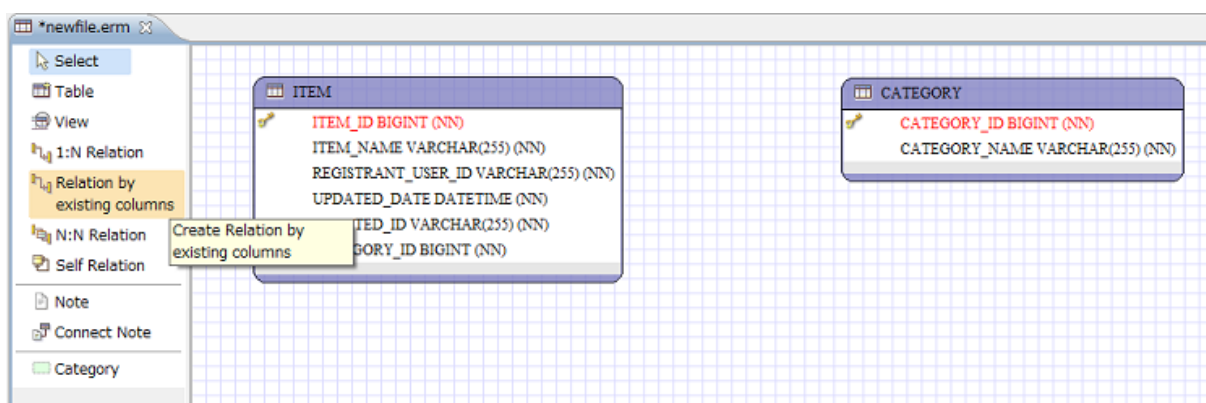 *newfile.erm
Select
Table
View
1:N Relation
Relation by
existing columns
N:N Relation
Self Relation
Note
Connect Note
Category
Create Relation by
existing columns
ITEM
ITEM_ID BIGINT (NN)
ITEM_NAME VARCHAR(255) (NN)
REGISTRANT_USER_ID VARCHAR(255) (NN)
UPDATED_DATE DATETIME (NN)
TED_ID VARCHAR(255) (NN)
GORY_ID BIGINT (NN)
CATEGORY
CATEGORY_ID BIGINT (NN)
CATEGORY_NAME VARCHAR(255) (NN)